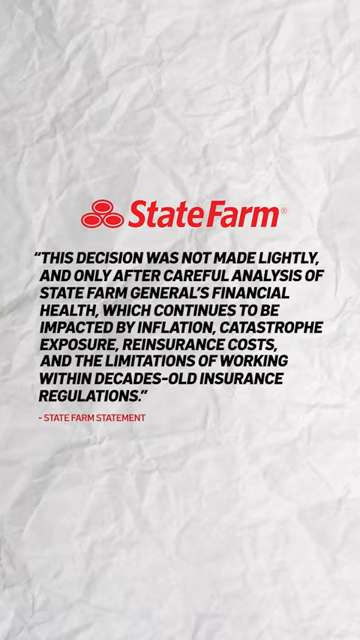 StateFarm®
“THIS DECISION WAS NOT MADE LIGHTLY,
AND ONLY AFTER CAREFUL ANALYSIS OF
STATE FARM GENERAL’S FINANCIAL
HEALTH, WHICH CONTINUES TO BE
IMPACTED BY INFLATION, CATASTROPHE
EXPOSURE, REINSURANCE COSTS,
AND THE LIMITATIONS OF WORKING
WITHIN DECADES-OLD INSURANCE
REGULATIONS.”
- STATE FARM STATEMENT